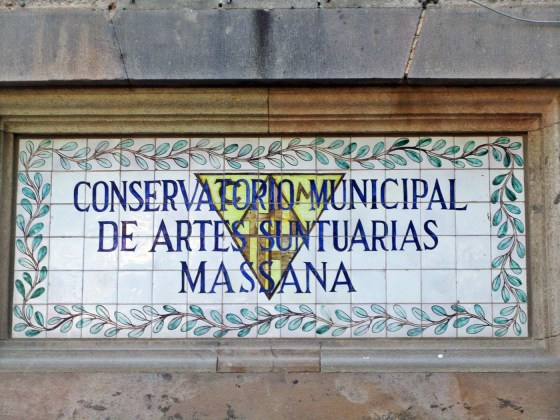 CONSERVATORIO MUNICIPAL
DE ARTES SUNTUARIAS
MASSANA